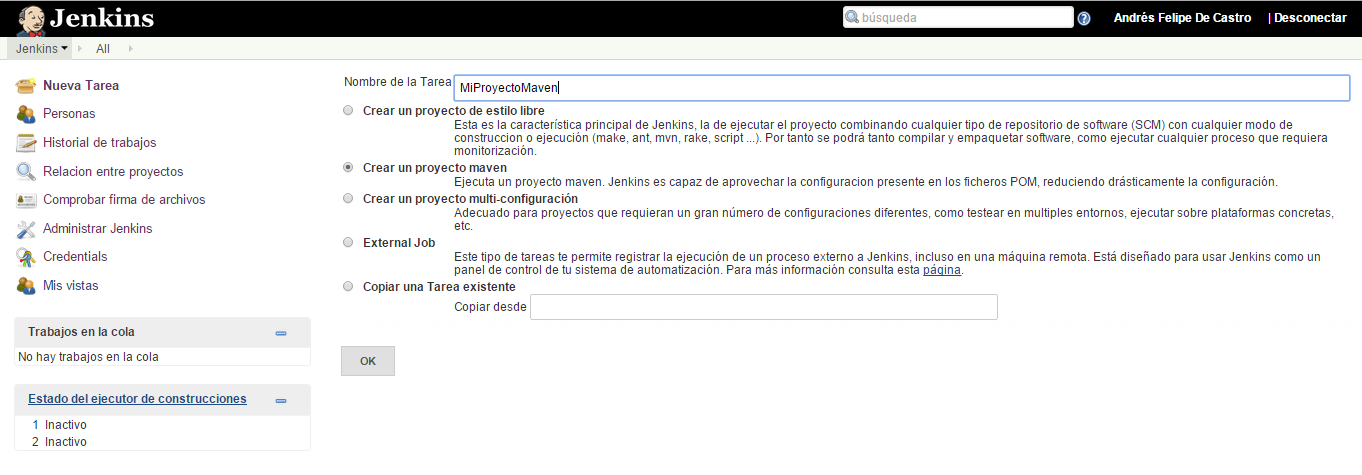 Jenkins
búsqueda
Andrés Felipe De Castro | Desconectar
Jenkins All
Nueva Tarea
Personas
Historial de trabajos
Relacion entre proyectos
Comprobar firma de archivos
Administrar Jenkins
Credentials
Mis vistas
Trabajos en la cola
No hay trabajos en la cola
Estado del ejecutor de construcciones
1 Inactivo
2 Inactivo
Nombre de la Tarea MiProyectoMaven
Crear un proyecto de estilo libre
Esta es la característica principal de Jenkins, la de ejecutar el proyecto combinando cualquier tipo de repositorio de software (SCM) con cualquier modo de
construccion o ejecución (make, ant, mvn, rake, script ...). Por tanto se podrá tanto compilar y empaquetar software, como ejecutar cualquier proceso que requiera
monitorización.
Crear un proyecto maven
Ejecuta un proyecto maven. Jenkins es capaz de aprovechar la configuracion presente en los ficheros POM, reduciendo drásticamente la configuración.
Crear un proyecto multi-configuración
Adecuado para proyectos que requieran un gran número de configuraciones diferentes, como testear en multiples entornos, ejecutar sobre plataformas concretas,
etc.
External Job
Este tipo de tareas te permite registrar la ejecución de un proceso externo a Jenkins, incluso en una máquina remota. Está diseñado para usar Jenkins como un
panel de control de tu sistema de automatización. Para más información consulta esta página.
Copiar una Tarea existente
Copiar desde
OK